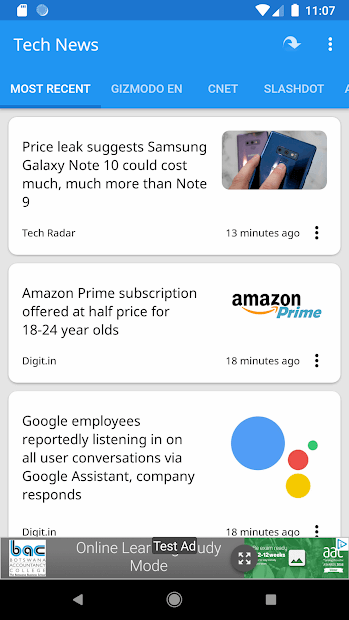 11:07
Tech News
MOST RECENT
GIZMODO EN
CNET
SLASHDOT
Price leak suggests Samsung
Galaxy Note 10 could cost
much, much more than Note
9
Tech Radar
13 minutes ago
Amazon Prime subscription
offered at half price for
18-24 year olds
amazon
Prime
Digit.in
18 minutes ago
Google employees
reportedly listening in on
all user conversations via
Google Assistant, company
responds
Digit.in
18 minutes ago
bac
BOTSWANA
ACCOUNTANCY
COLLEGE
Online Lear
Test Ad
udy
Mode
2-12weeks
aat